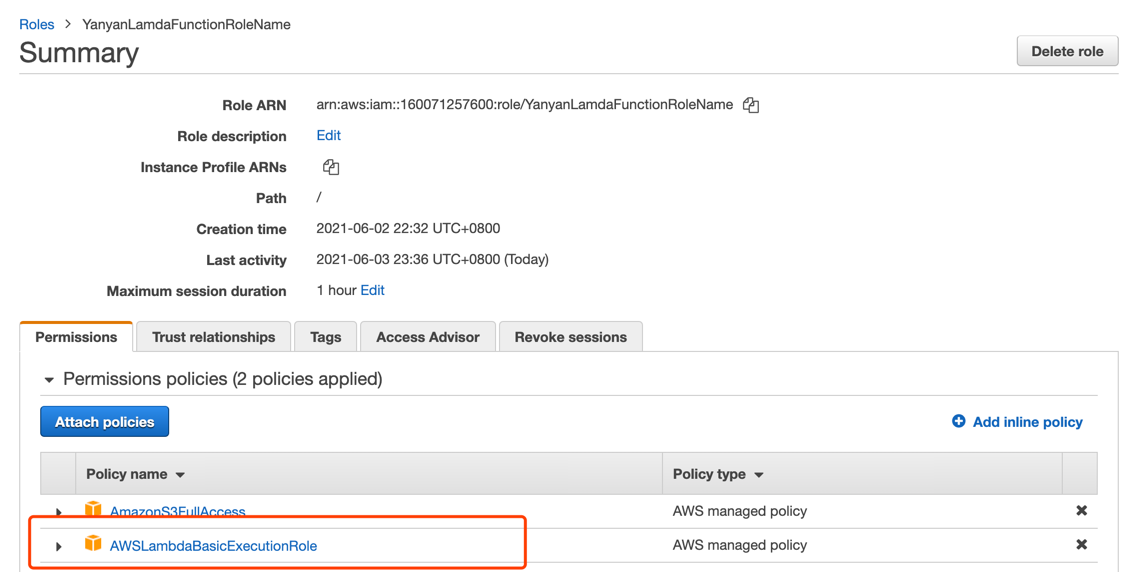 Roles > YanyanLamdaFunctionRoleName
Summary
Delete role
Role ARN arn:aws:iam::160071257600:role/YanyanLamdaFunctionRoleName
Role description Edit
Instance Profile ARNs
Path /
Creation time 2021-06-02 22:32 UTC+0800
Last activity 2021-06-03 23:36 UTC+0800 (Today)
Maximum session duration 1 hour Edit
Permissions Trust relationships Tags Access Advisor Revoke sessions
Permissions policies (2 policies applied)
Attach policies Add inline policy
Policy name Policy type
AmazonS3FullAccess AWS managed policy
AWSLambdaBasicExecutionRole AWS managed policy